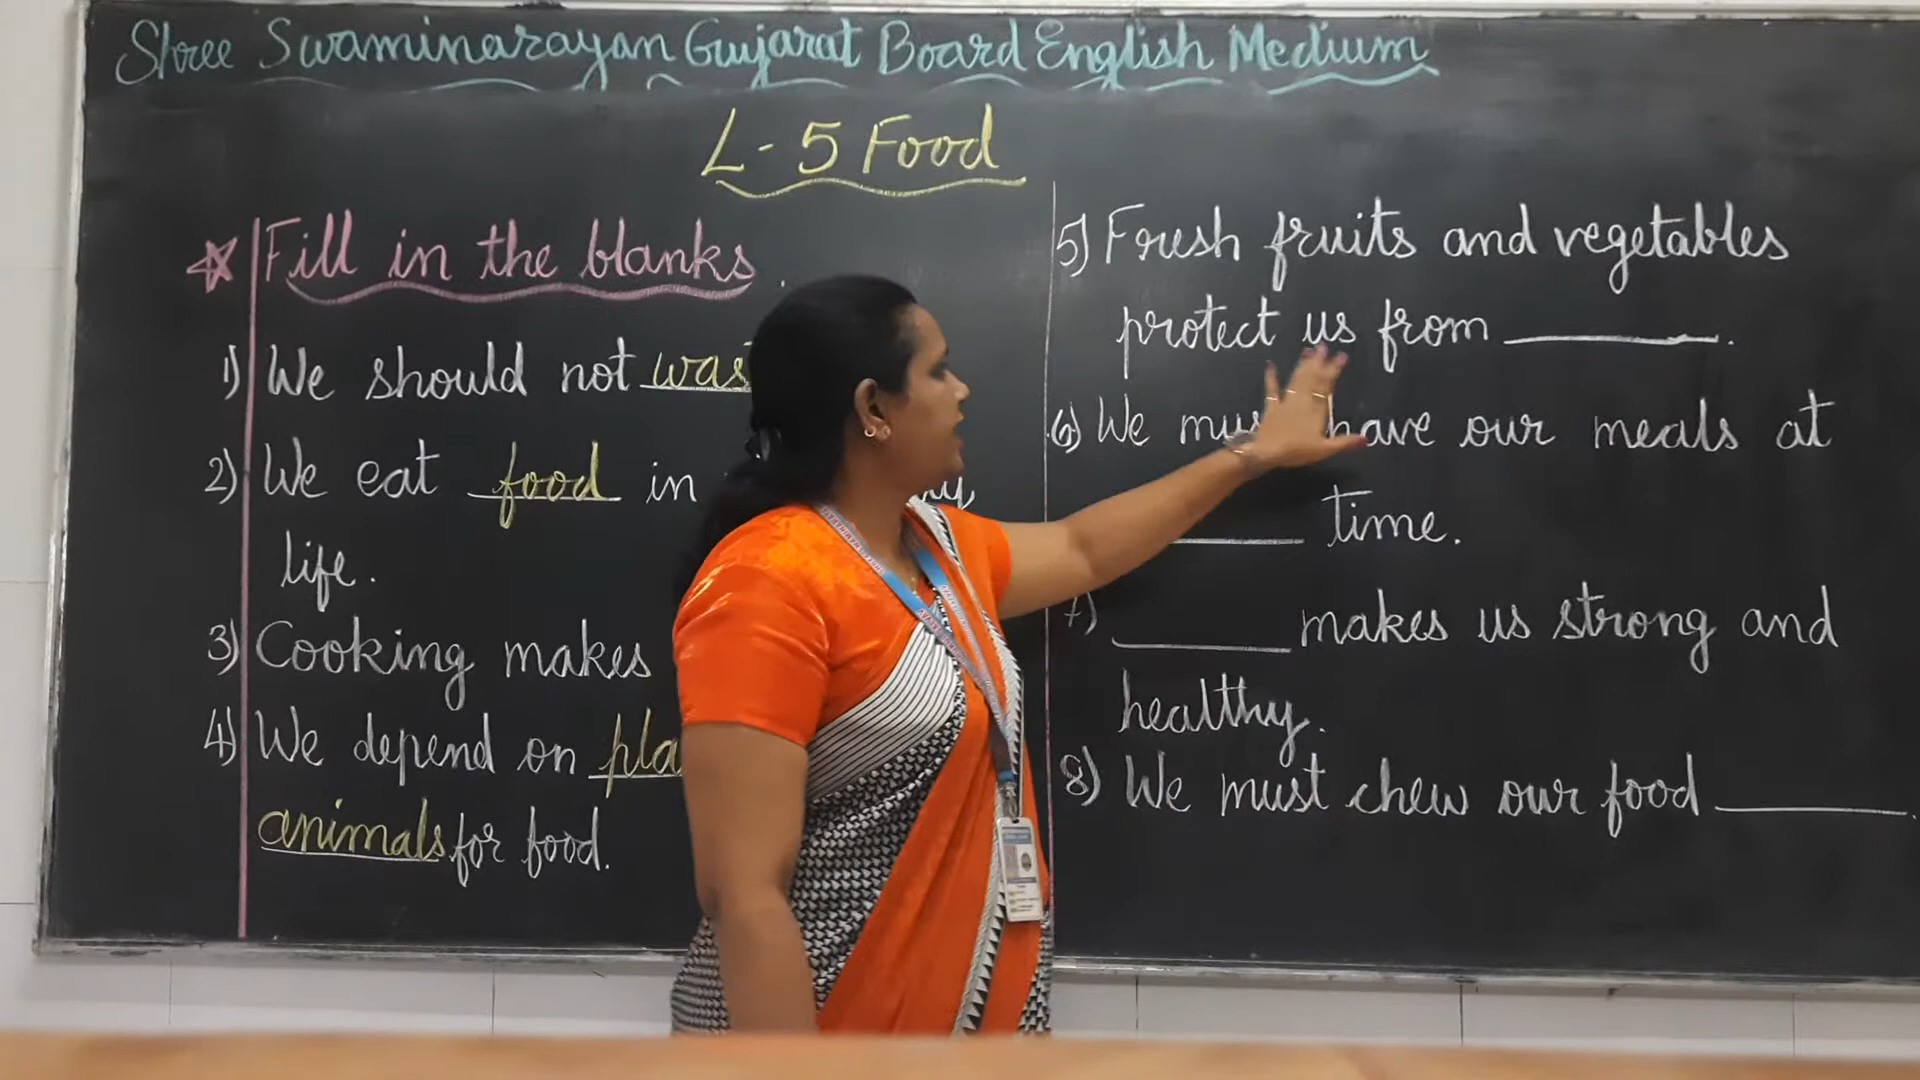 Shree Swaminarayan Gujarat Board English Medium
L-5 Food
Fill in the blanks
1) We should not
2) We eat food in
life.
3) Cooking makes
4) We depend on
animals for food.
5) Fresh fruits and vegetables
protect us from ______.
6) We must have our meals at
______ time.
7) ______ makes us strong and
healthy.
8) We must chew our food ______.